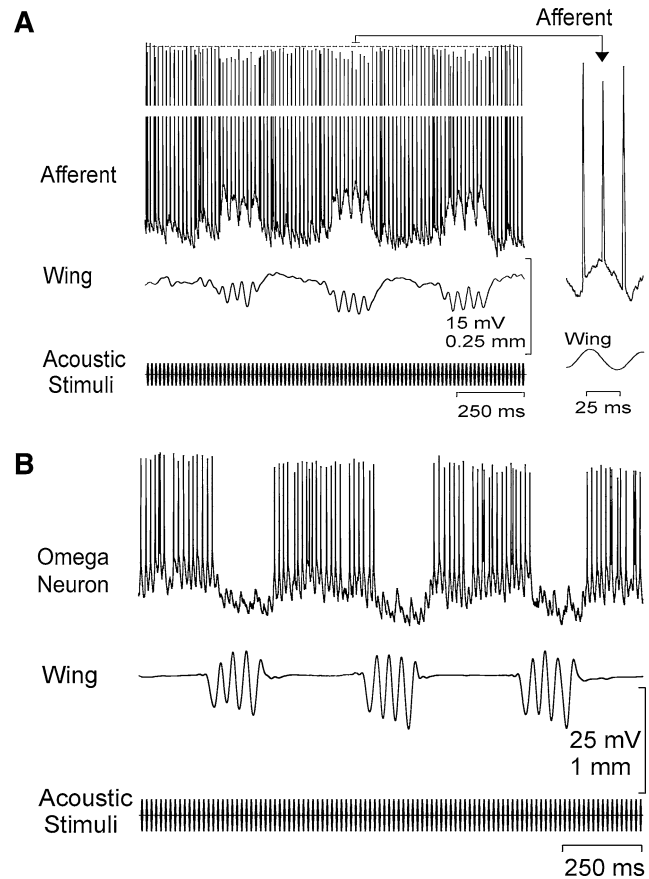 A
Afferent
Afferent
Wing
15 mV
0.25 mm
Acoustic
Stimuli
250 ms
Wing
25 ms
B
Omega
Neuron
Wing
25 mV
1 mm
Acoustic
Stimuli
250 ms